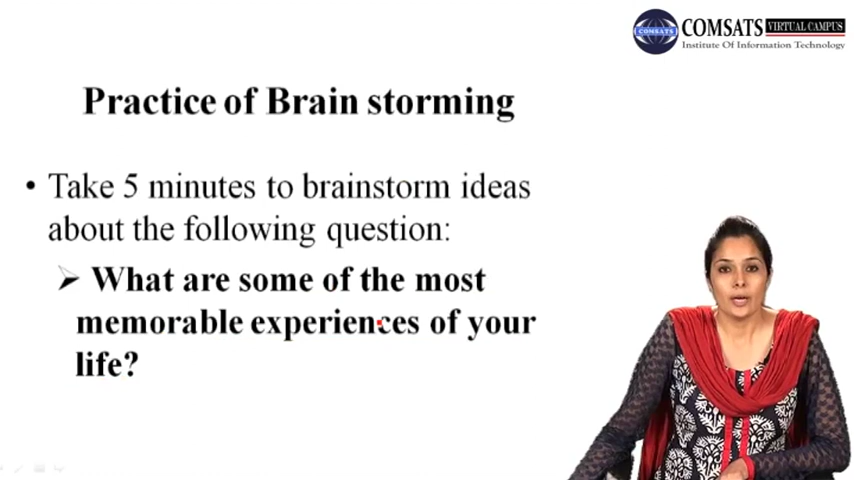 COMSATS VIRTUAL CAMPUS
COMSATS
Institute Of Information Technology
Practice of Brain storming
• Take 5 minutes to brainstorm ideas
about the following question:
➢ What are some of the most
memorable experiences of your
life?